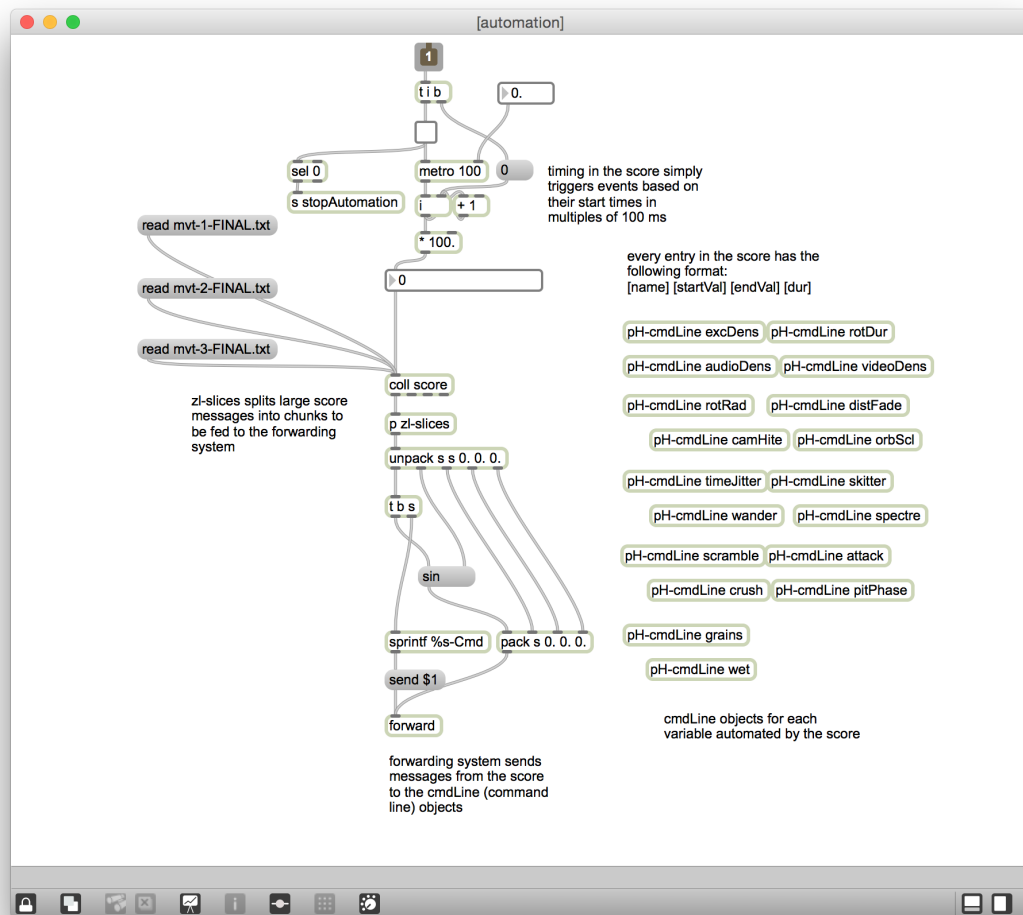 [automation]
1
t i b
0.
sel 0
metro 100
0
s stopAutomation
i
+ 1
timing in the score simply
triggers events based on
their start times in
multiples of 100 ms
read mvt-1-FINAL.txt
* 100.
0
read mvt-2-FINAL.txt
read mvt-3-FINAL.txt
every entry in the score has the
following format:
[name] [startVal] [endVal] [dur]
coll score
zl-slices splits large score
messages into chunks to
be fed to the forwarding
system
p zl-slices
unpack s s 0. 0. 0.
t b s
sin
sprintf %s-Cmd
pack s 0. 0. 0.
send $1
forward
forwarding system sends
messages from the score
to the cmdLine (command
line) objects
pH-cmdLine excDens
pH-cmdLine rotDur
pH-cmdLine audioDens
pH-cmdLine videoDens
pH-cmdLine rotRad
pH-cmdLine distFade
pH-cmdLine camHite
pH-cmdLine orbScl
pH-cmdLine timeJitter
pH-cmdLine skitter
pH-cmdLine wander
pH-cmdLine spectre
pH-cmdLine scramble
pH-cmdLine attack
pH-cmdLine crush
pH-cmdLine pitPhase
pH-cmdLine grains
pH-cmdLine wet
cmdLine objects for each
variable automated by the score